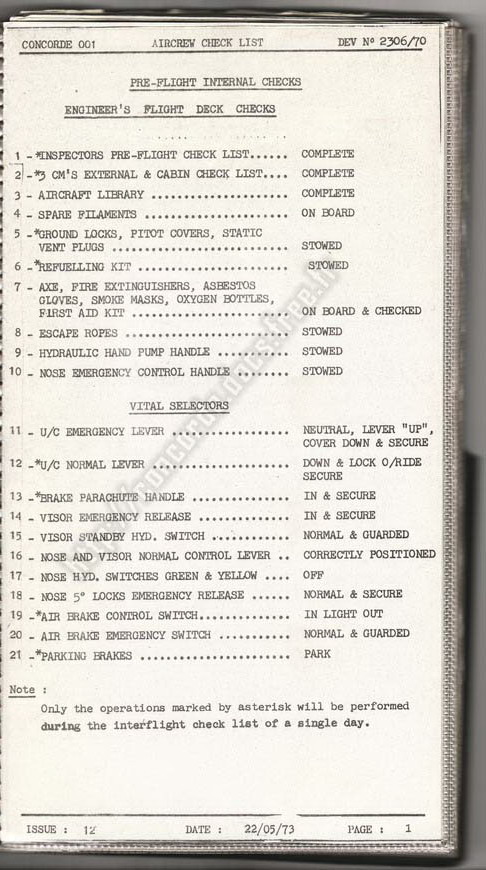 CONCORDE 001 AIRCREW CHECK LIST DEV Nº 2306/70
PRE-FLIGHT INTERNAL CHECKS
ENGINEER'S FLIGHT DECK CHECKS
1 -*INSPECTORS PRE-FLIGHT CHECK LIST...... COMPLETE
2 -*3 CM'S EXTERNAL & CABIN CHECK LIST.... COMPLETE
3 - AIRCRAFT LIBRARY .................... COMPLETE
4 - SPARE FILAMENTS ..................... ON BOARD
5 -*GROUND LOCKS, PITOT COVERS, STATIC
VENT PLUGS .......................... STOWED
6 -*REFUELLING KIT ...................... STOWED
7 - AXE, FIRE EXTINGUISHERS, ASBESTOS
GLOVES, SMOKE MASKS, OXYGEN BOTTLES,
FIRST AID KIT ....................... ON BOARD & CHECKED
8 - ESCAPE ROPES ........................ STOWED
9 - HYDRAULIC HAND PUMP HANDLE .......... STOWED
10 - NOSE EMERGENCY CONTROL HANDLE ....... STOWED
VITAL SELECTORS
11 - U/C EMERGENCY LEVER ................. NEUTRAL, LEVER "UP",
COVER DOWN & SECURE
12 -*U/C NORMAL LEVER .................... DOWN & LOCK O/RIDE
SECURE
13 -*BRAKE PARACHUTE HANDLE .............. IN & SECURE
14 - VISOR EMERGENCY RELEASE ............. IN & SECURE
15 - VISOR STANDBY HYD. SWITCH ........... NORMAL & GUARDED
16 - NOSE AND VISOR NORMAL CONTROL LEVER .. CORRECTLY POSITIONED
17 - NOSE HYD. SWITCHES GREEN & YELLOW .... OFF
18 - NOSE 5° LOCKS EMERGENCY RELEASE ...... NORMAL & SECURE
19 -*AIR BRAKE CONTROL SWITCH............. IN LIGHT OUT
20 - AIR BRAKE EMERGENCY SWITCH .......... NORMAL & GUARDED
21 -*PARKING BRAKES ...................... PARK
Note :
Only the operations marked by asterisk will be performed
during the interflight check list of a single day.
ISSUE : 12 DATE : 22/05/73 PAGE : 1